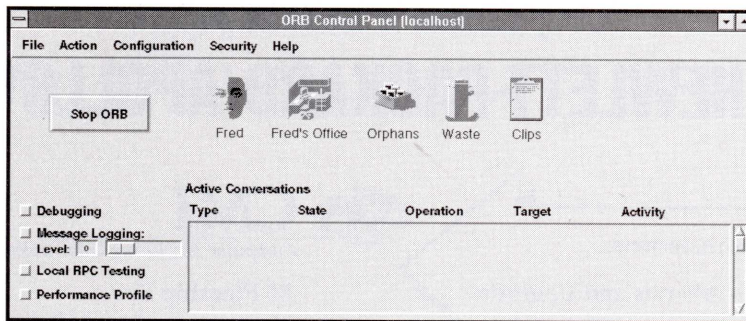 ORB Control Panel (localhost)
File Action Configuration Security Help
Stop ORB
Fred Fred's Office Orphans Waste Clips
Active Conversations
Type State Operation Target Activity
Debugging
Message Logging:
Level: 0
Local RPC Testing
Performance Profile